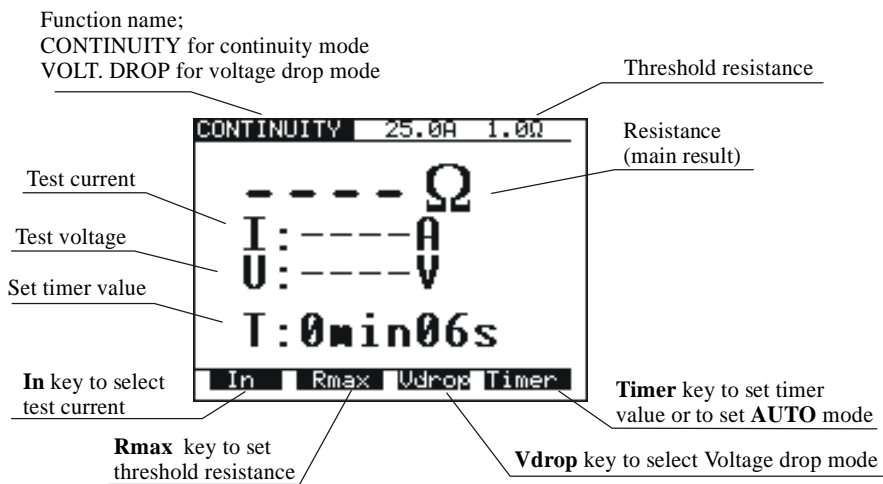 Function name;
CONTINUITY for continuity mode
VOLT. DROP for voltage drop mode
Threshold resistance
CONTINUITY 25.0A 1.0Ω
Resistance
(main result)
- - - - Ω
Test current
I:----A
Test voltage
U:----V
Set timer value
T:0min06s
In Rmax Vdrop Timer
In key to select
test current
Timer key to set timer
value or to set AUTO mode
Rmax key to set
threshold resistance
Vdrop key to select Voltage drop mode